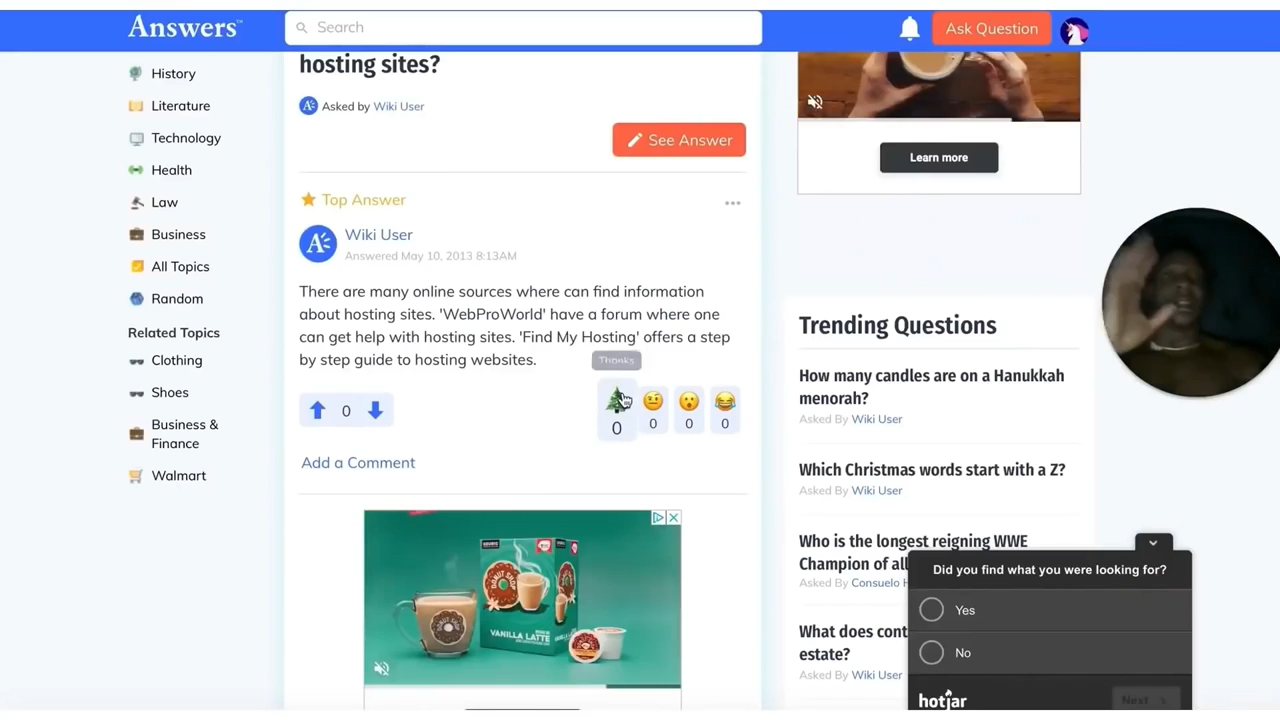 Answers™
Search
Ask Question
History
Literature
Technology
Health
Law
Business
All Topics
Random
Related Topics
Clothing
Shoes
Business &
Finance
Walmart
hosting sites?
Asked by Wiki User
See Answer
Top Answer
Wiki User
Answered May 10, 2013 8:13AM
There are many online sources where can find information
about hosting sites. 'WebProWorld' have a forum where one
can get help with hosting sites. 'Find My Hosting' offers a step
by step guide to hosting websites.
Thanks
0
0
0
0
0
Add a Comment
DONUT SHOP
VANILLA LATTE
Learn more
Trending Questions
How many candles are on a Hanukkah
menorah?
Asked By Wiki User
Which Christmas words start with a Z?
Asked By Wiki User
Who is the longest reigning WWE
Champion of all
Asked By Consuelo H
What does cont
estate?
Asked By Wiki User
Did you find what you were looking for?
Yes
No
hotjar
Next